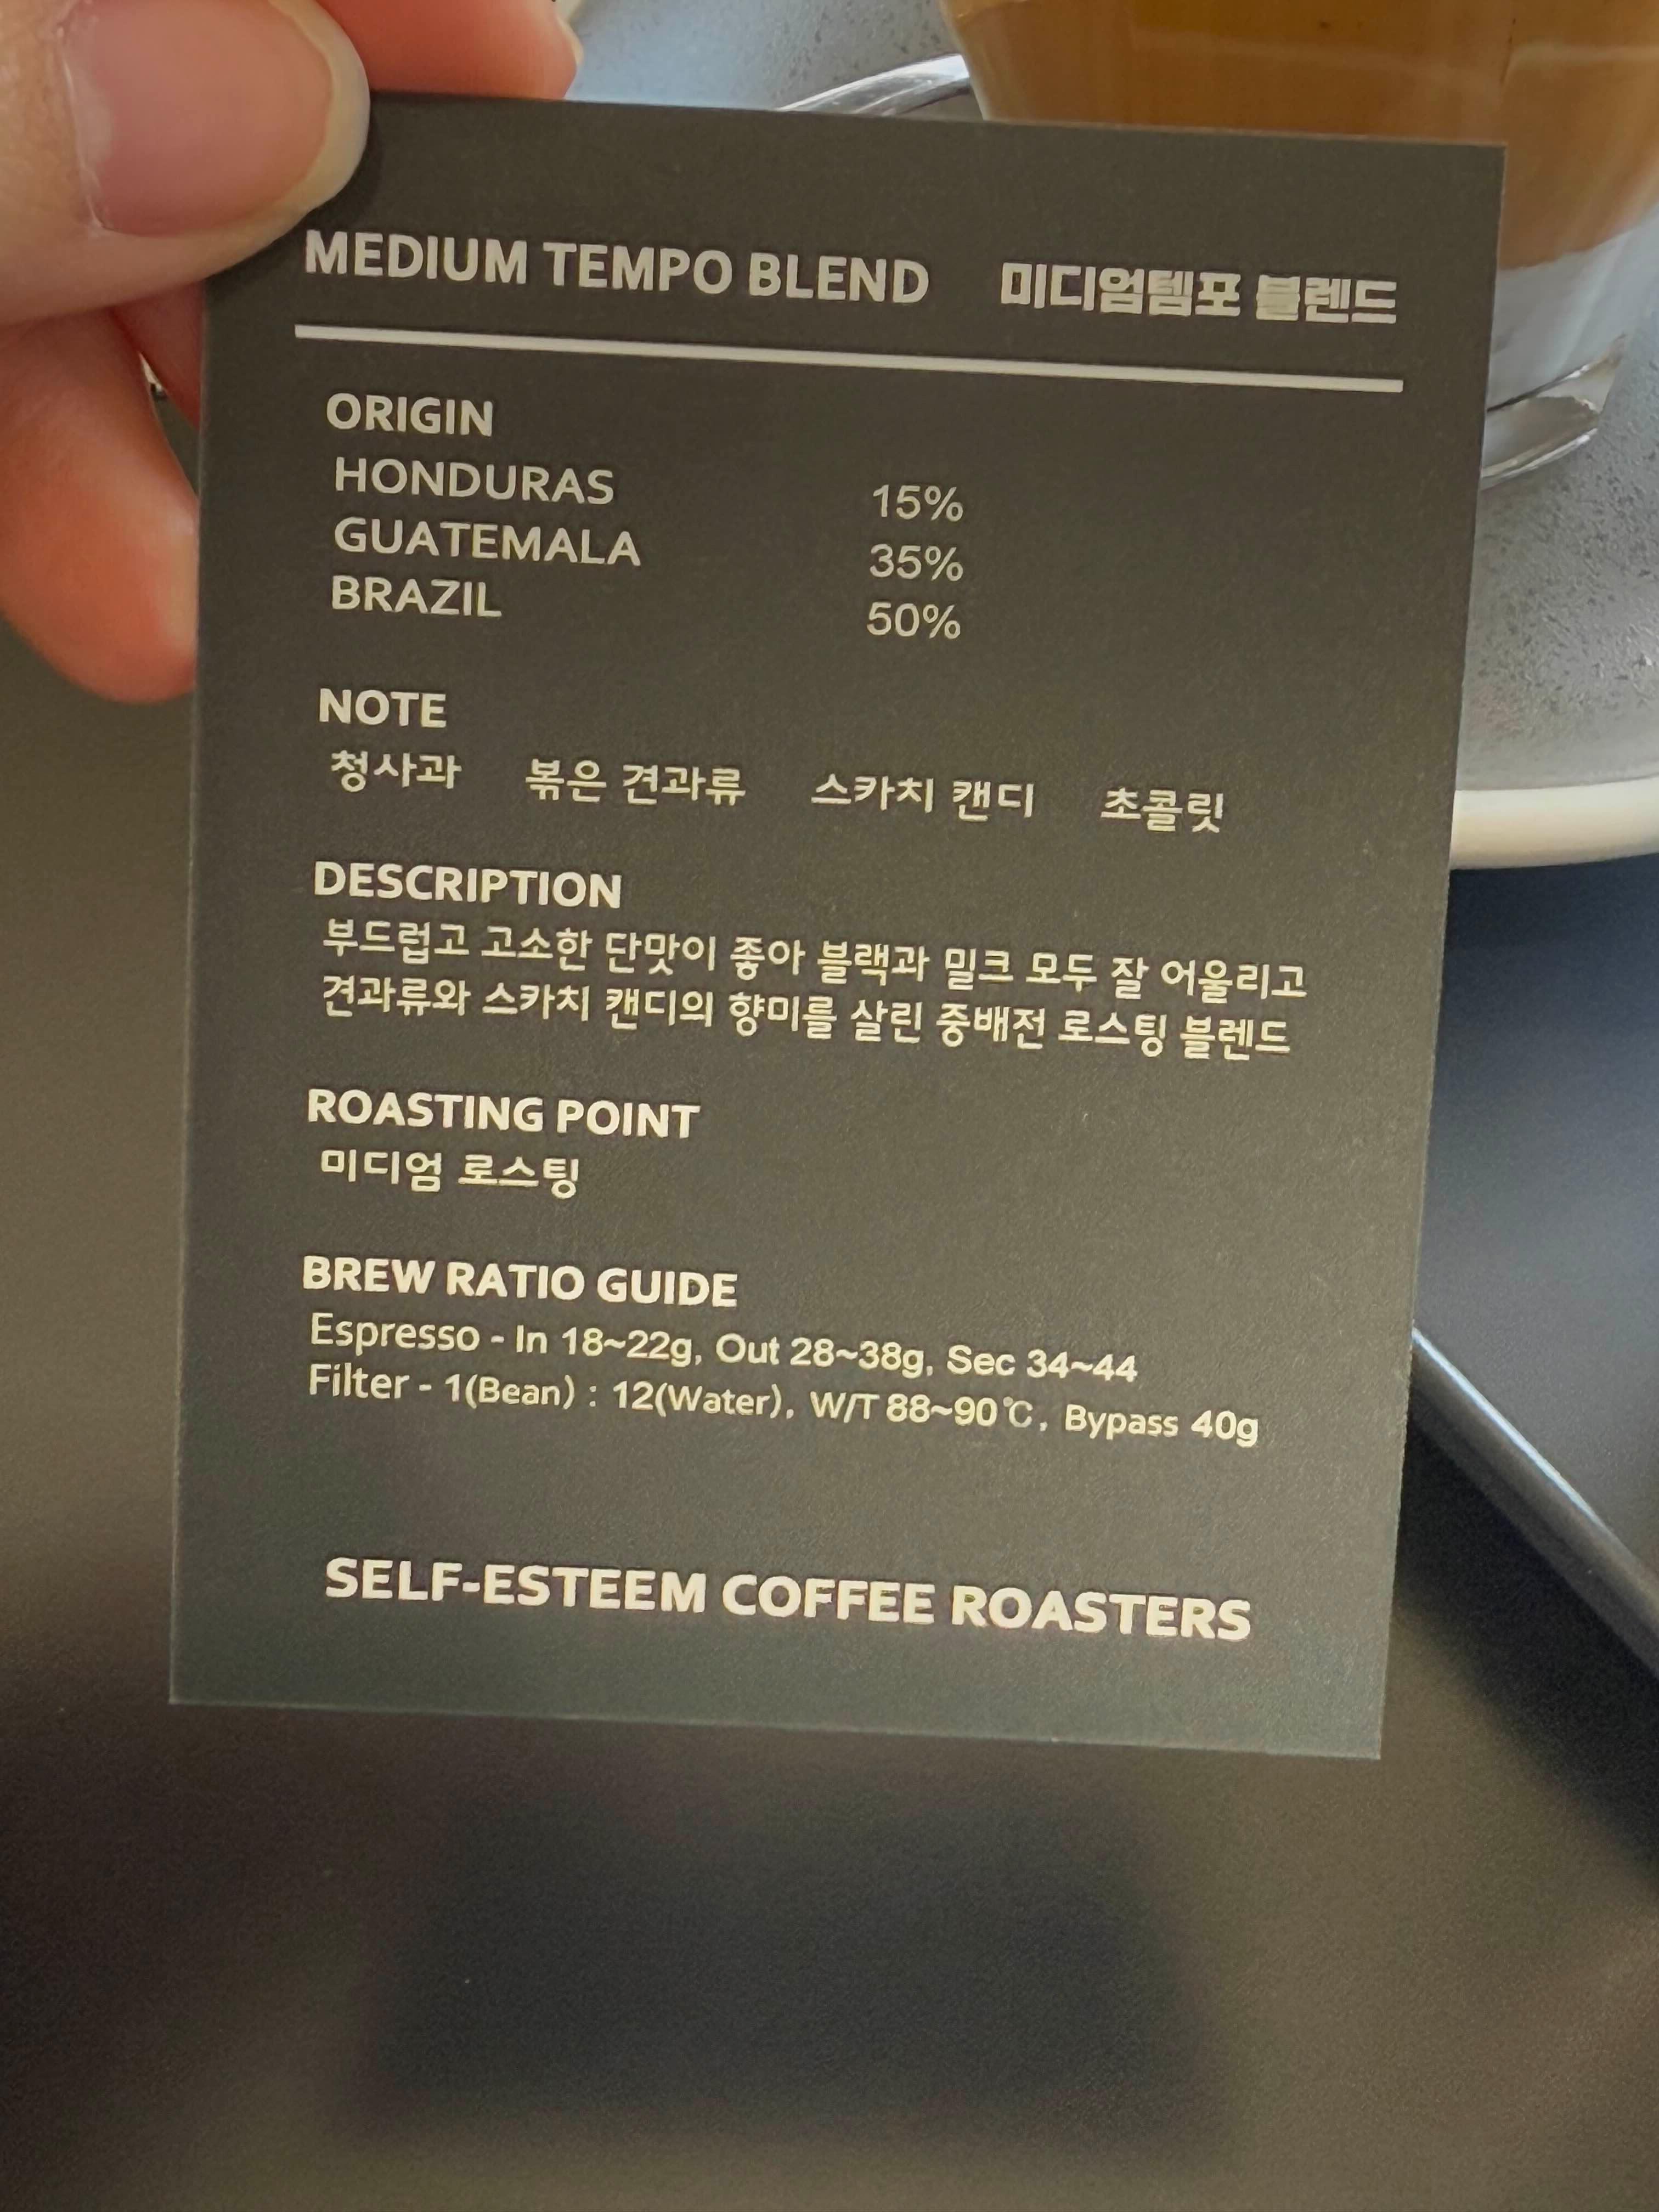 MEDIUM TEMPO BLEND 미디엄템포 블렌드
ORIGIN
HONDURAS 15%
GUATEMALA 35%
BRAZIL 50%
NOTE
청사과 볶은 견과류 스카치 캔디 초콜릿
DESCRIPTION
부드럽고 고소한 단맛이 좋아 블랙과 밀크 모두 잘 어울리고
견과류와 스카치 캔디의 향미를 살린 중배전 로스팅 블렌드
ROASTING POINT
미디엄 로스팅
BREW RATIO GUIDE
Espresso - In 18~22g, Out 28~38g, Sec 34~44
Filter - 1(Bean) : 12(Water), W/T 88~90℃, Bypass 40g
SELF-ESTEEM COFFEE ROASTERS